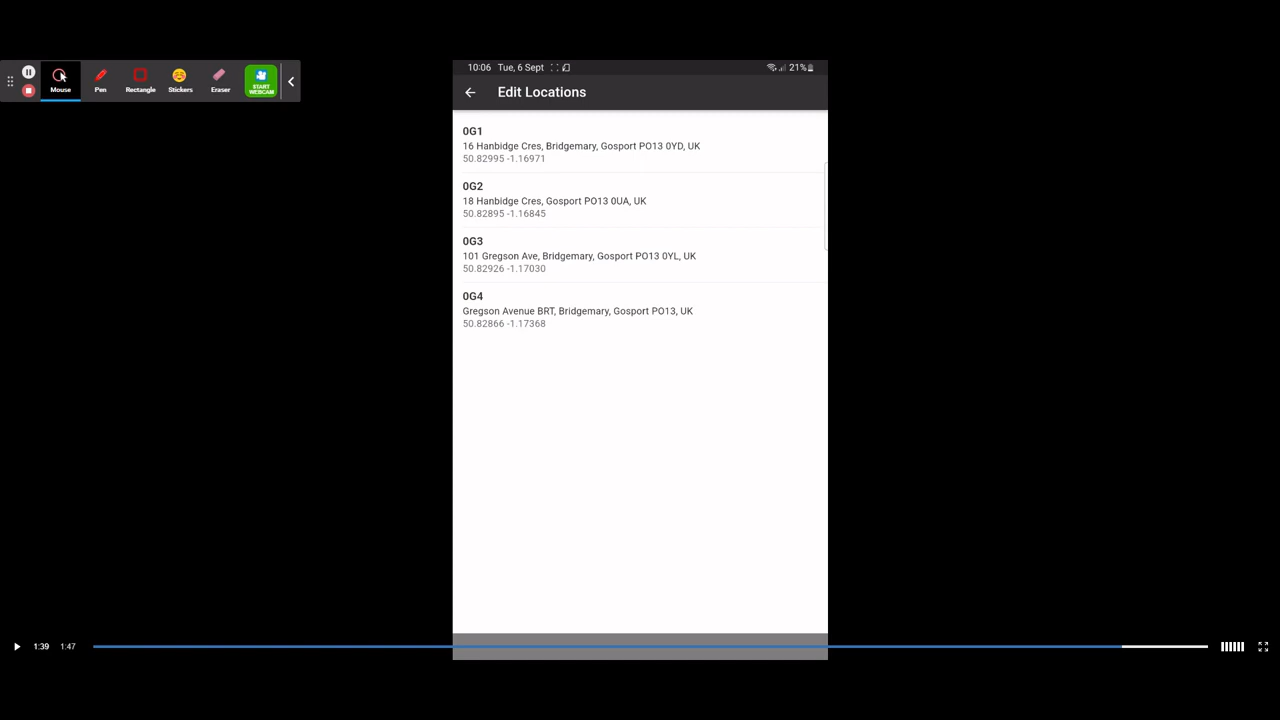 10:06 Tue, 6 Sept 21%
Mouse Pen Rectangle Stickers Eraser START WEBCAM
Edit Locations
0G1
16 Hanbidge Cres, Bridgemary, Gosport PO13 0YD, UK
50.82995 -1.16971
0G2
18 Hanbidge Cres, Gosport PO13 0UA, UK
50.82895 -1.16845
0G3
101 Gregson Ave, Bridgemary, Gosport PO13 0YL, UK
50.82926 -1.17030
0G4
Gregson Avenue BRT, Bridgemary, Gosport PO13, UK
50.82866 -1.17368
1:39 1:47